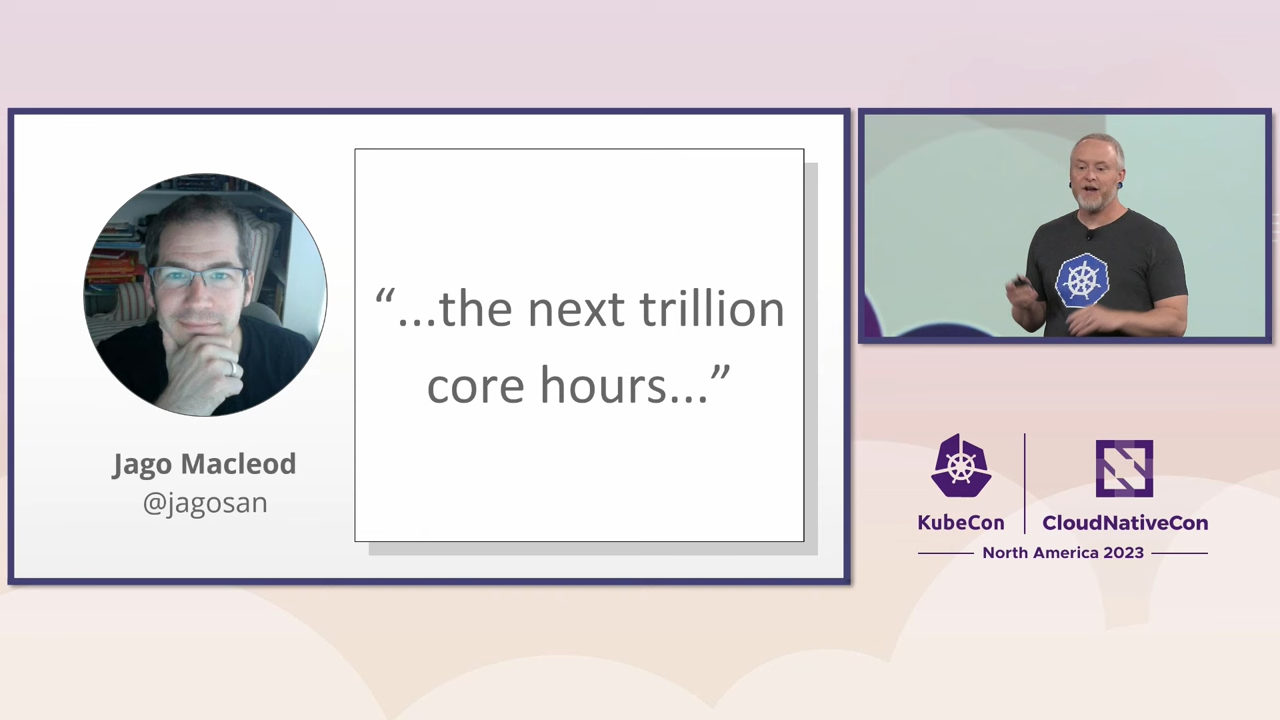 “...the next trillion
core hours...”
Jago Macleod
@jagosan
KubeCon
CloudNativeCon
North America 2023